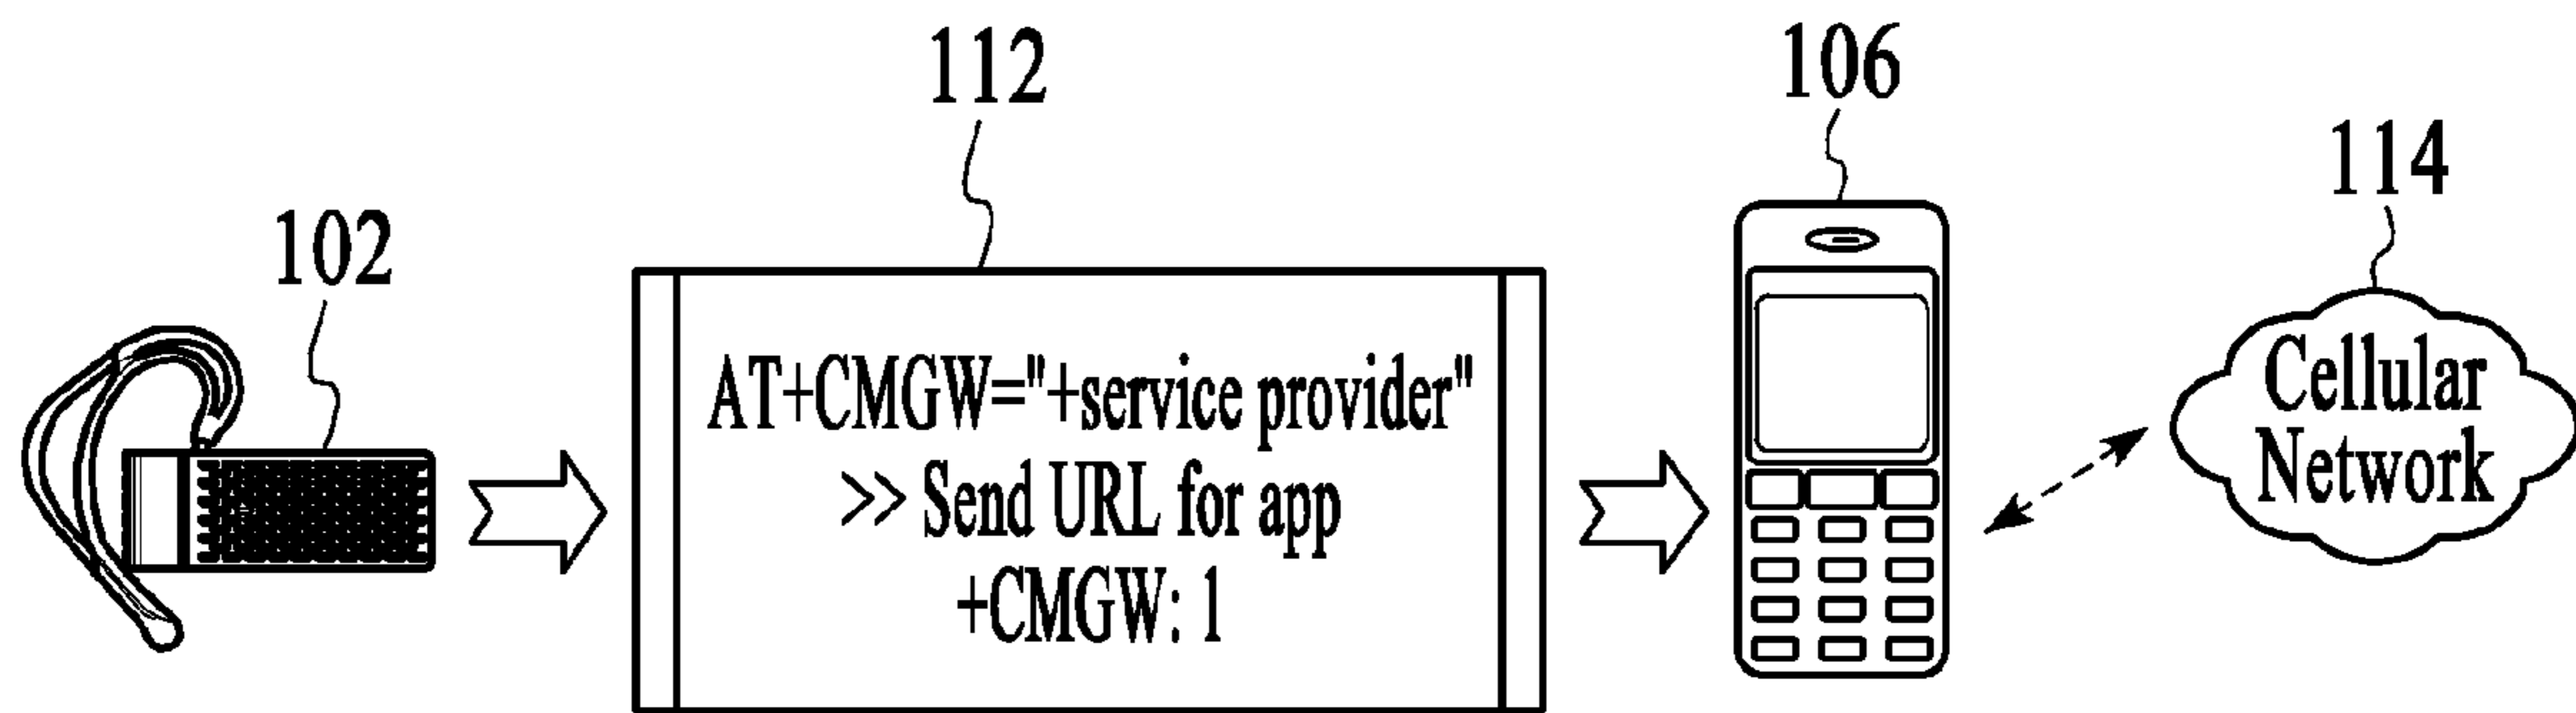 112
106
114
102
AT+CMGW="+service provider"
>> Send URL for app
+CMGW: 1
Cellular
Network